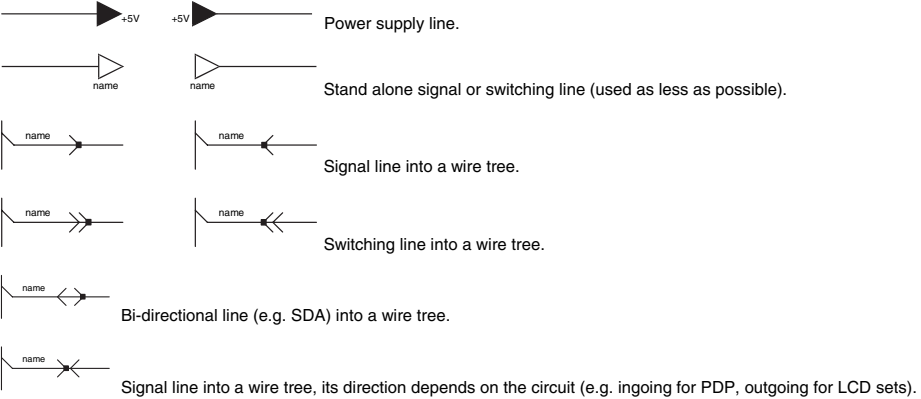 +5V +5V
Power supply line.
name name
Stand alone signal or switching line (used as less as possible).
name name
Signal line into a wire tree.
name name
Switching line into a wire tree.
name
Bi-directional line (e.g. SDA) into a wire tree.
name
Signal line into a wire tree, its direction depends on the circuit (e.g. ingoing for PDP, outgoing for LCD sets).